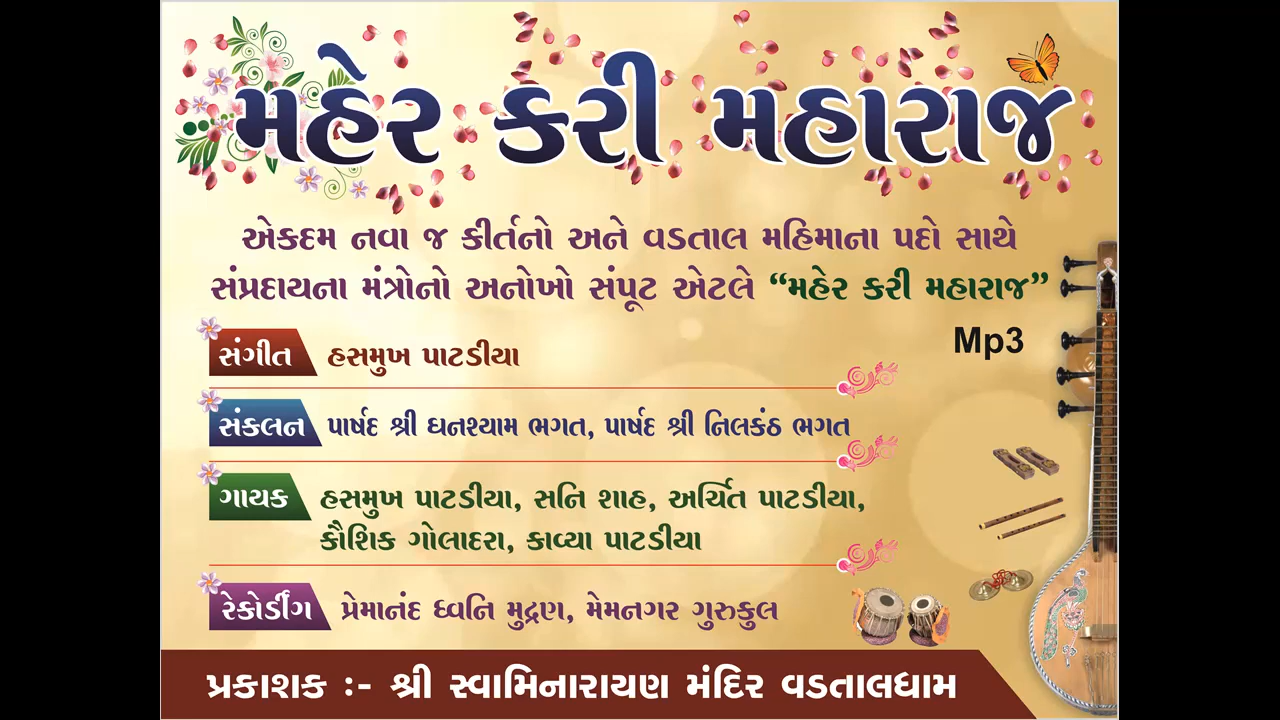 મહેર કરી મહારાજ
એકદમ નવા જ કીર્તનો અને વડતાલ મહિમાના પદો સાથે
સંપ્રદાયના મંત્રોનો અનોખો સંપૂટ એટલે “મહેર કરી મહારાજ”
Mp3
સંગીત હસમુખ પાટડીયા
સંકલન પાર્ષદ શ્રી ઘનશ્યામ ભગત, પાર્ષદ શ્રી નિલકંઠ ભગત
ગાયક હસમુખ પાટડીયા, સનિ શાહ, અર્ચિત પાટડીયા,
કૌશિક ગોલાદરા, કાવ્યા પાટડીયા
રેકોર્ડીંગ પ્રેમાનંદ ધ્વનિ મુદ્રણ, મેમનગર ગુરુકુલ
પ્રકાશક ઃ- શ્રી સ્વામિનારાયણ મંદિર વડતાલધામ